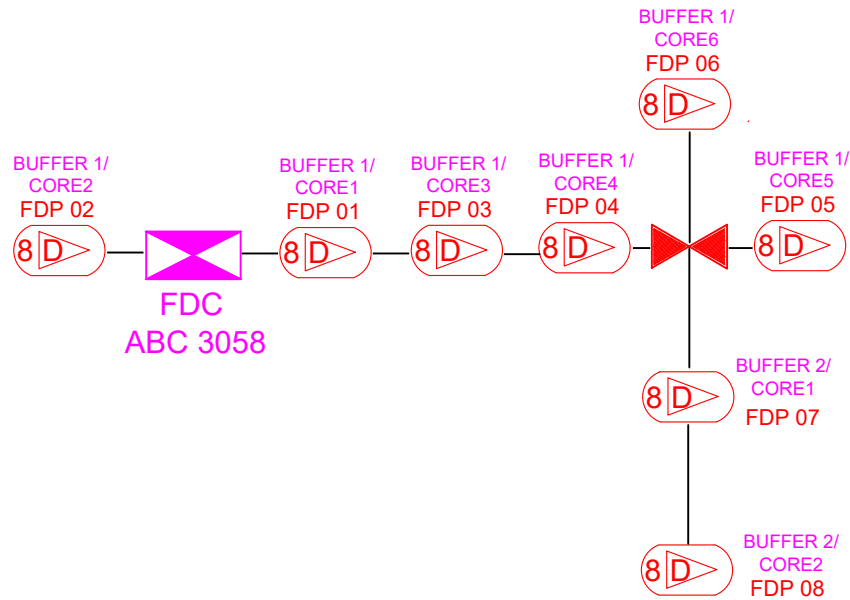 BUFFER 1/
CORE6
FDP 06
8 D
BUFFER 1/
CORE2
FDP 02
8 D
FDC
ABC 3058
BUFFER 1/
CORE1
FDP 01
8 D
BUFFER 1/
CORE3
FDP 03
8 D
BUFFER 1/
CORE4
FDP 04
8 D
BUFFER 1/
CORE5
FDP 05
8 D
BUFFER 2/
CORE1
FDP 07
8 D
BUFFER 2/
CORE2
FDP 08
8 D